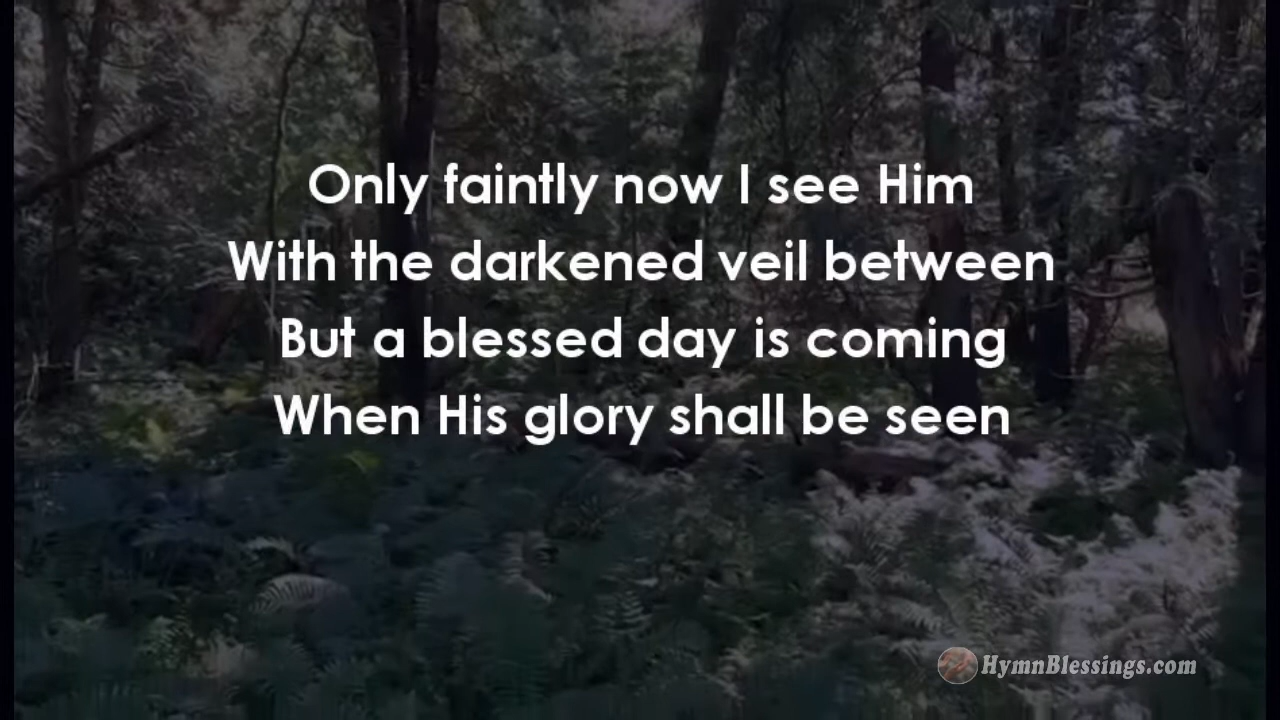 Only faintly now I see Him
With the darkened veil between
But a blessed day is coming
When His glory shall be seen
HymnBlessings.com